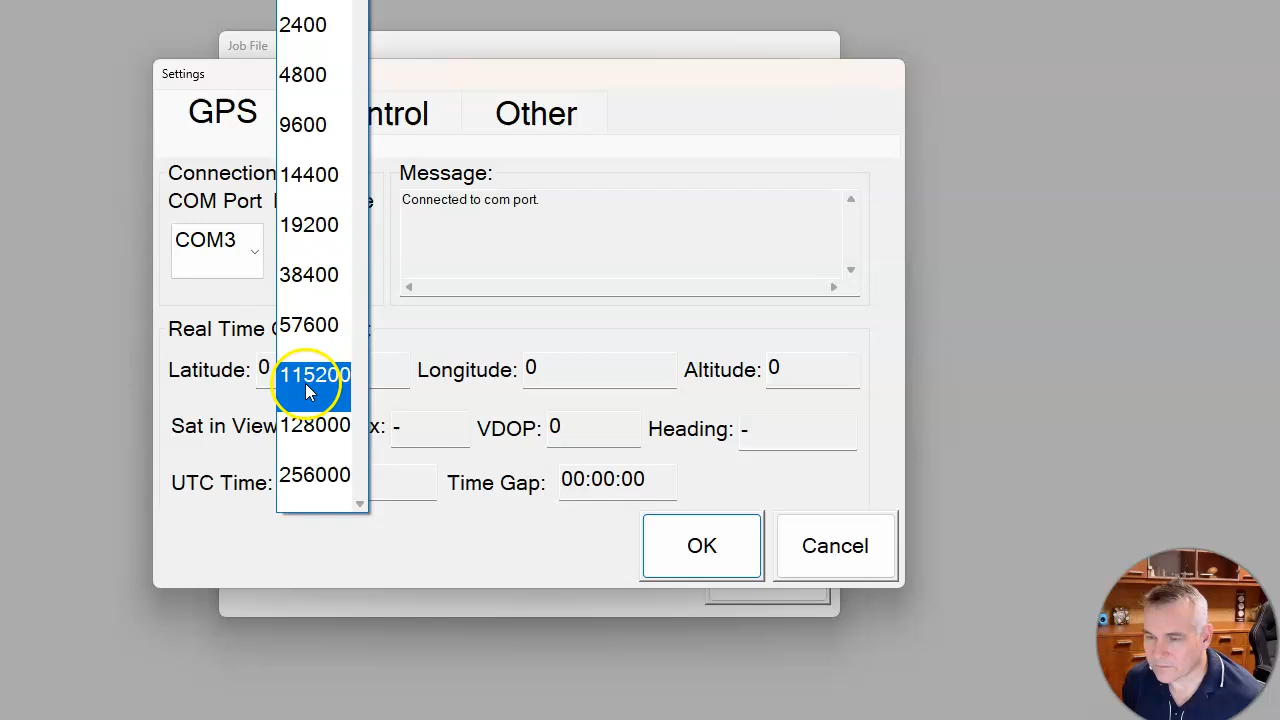 2400
Job File
Settings
4800
GPS
ntrol
Other
9600
Connection
Message:
14400
COM Port
Connected to com port.
COM3
19200
38400
Real Time
57600
Latitude: 0
115200
Longitude: 0
Altitude: 0
Sat in View
128000
x: -
VDOP: 0
Heading: -
UTC Time:
256000
Time Gap: 00:00:00
OK
Cancel